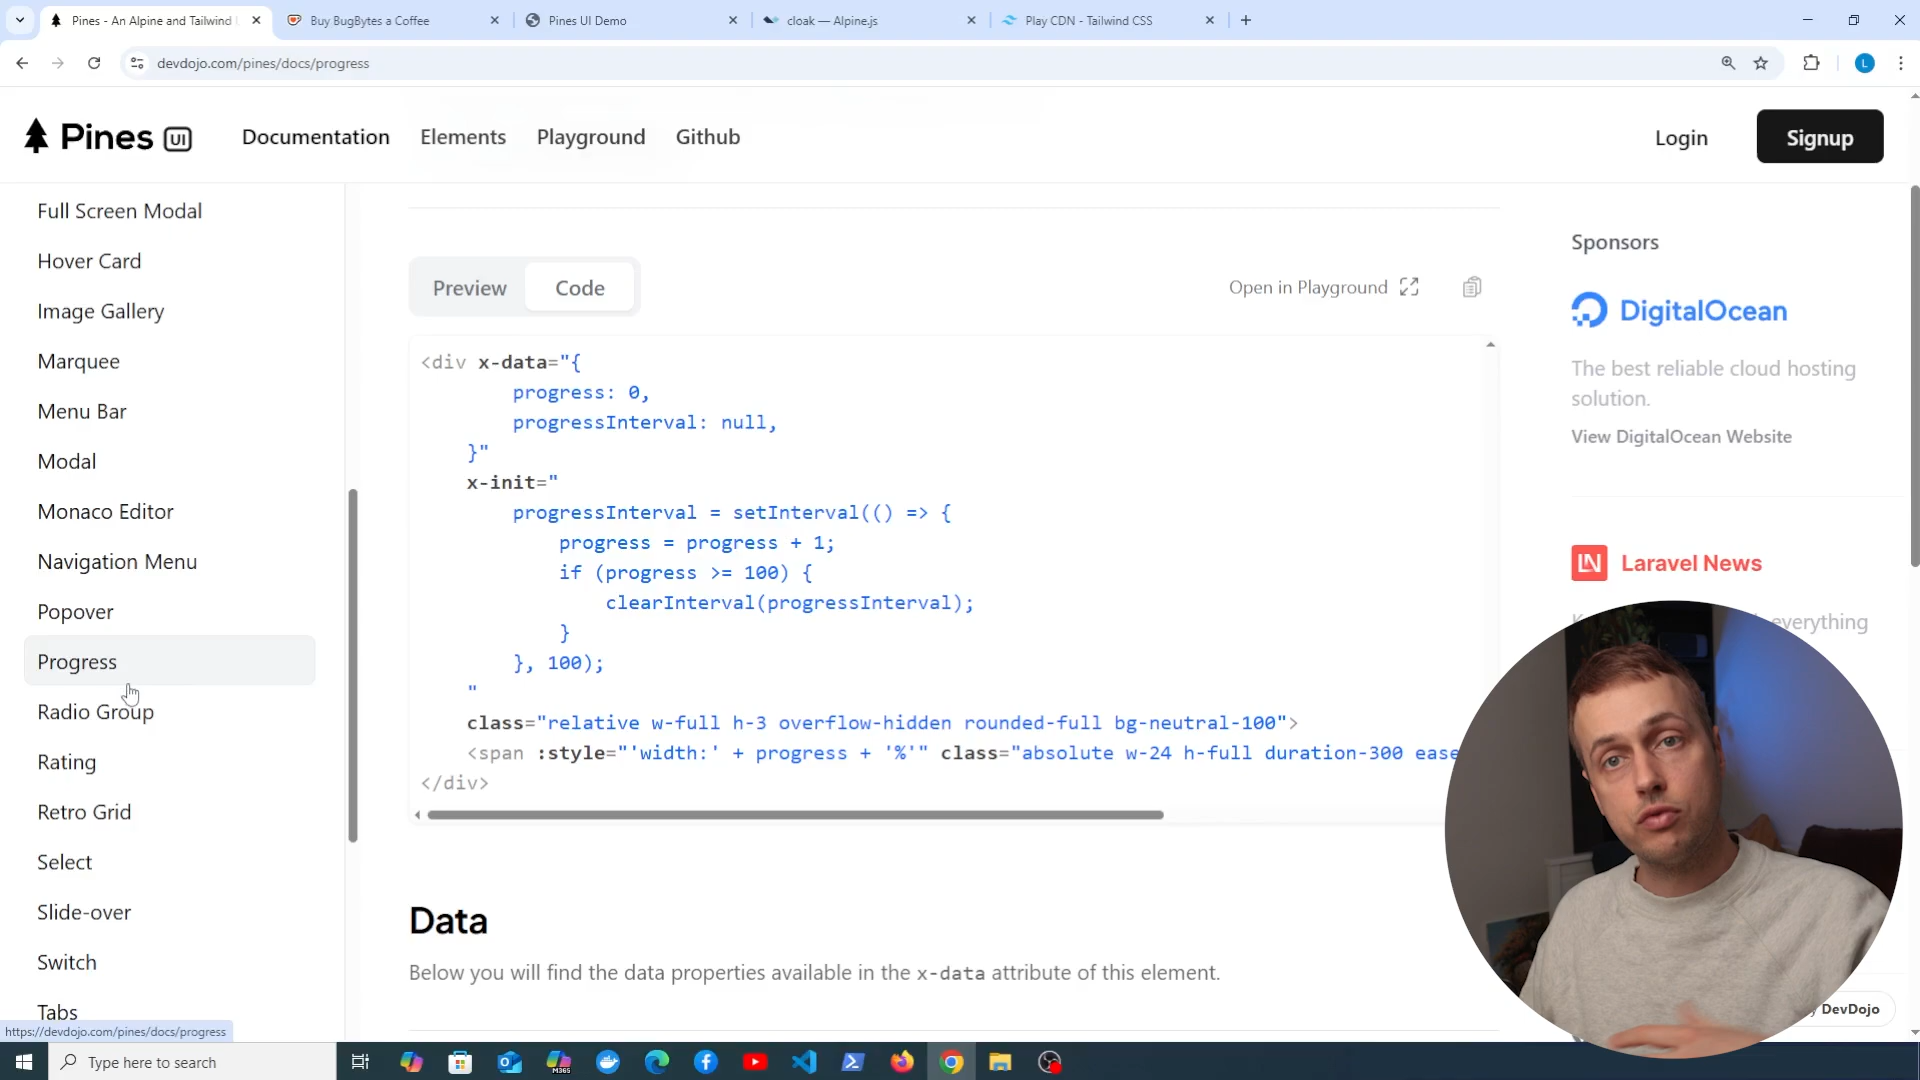 Pines - An Alpine and Tailwind
Buy BugBytes a Coffee
Pines UI Demo
cloak — Alpine.js
Play CDN - Tailwind CSS
devdojo.com/pines/docs/progress
L
Pines UI
Documentation
Elements
Playground
Github
Login
Signup
Full Screen Modal
Hover Card
Image Gallery
Marquee
Menu Bar
Modal
Monaco Editor
Navigation Menu
Popover
Progress
Radio Group
Rating
Retro Grid
Select
Slide-over
Switch
Tabs
https://devdojo.com/pines/docs/progress
Preview
Code
Open in Playground
<div x-data="{
progress: 0,
progressInterval: null,
}"
x-init="
progressInterval = setInterval(() => {
progress = progress + 1;
if (progress >= 100) {
clearInterval(progressInterval);
}
}, 100);
"
class="relative w-full h-3 overflow-hidden rounded-full bg-neutral-100">
<span :style="'width:' + progress + '%'" class="absolute w-24 h-full duration-300 ease
</div>
Data
Below you will find the data properties available in the x-data attribute of this element.
Sponsors
DigitalOcean
The best reliable cloud hosting
solution.
View DigitalOcean Website
LN Laravel News
everything
DevDojo
Type here to search
M365